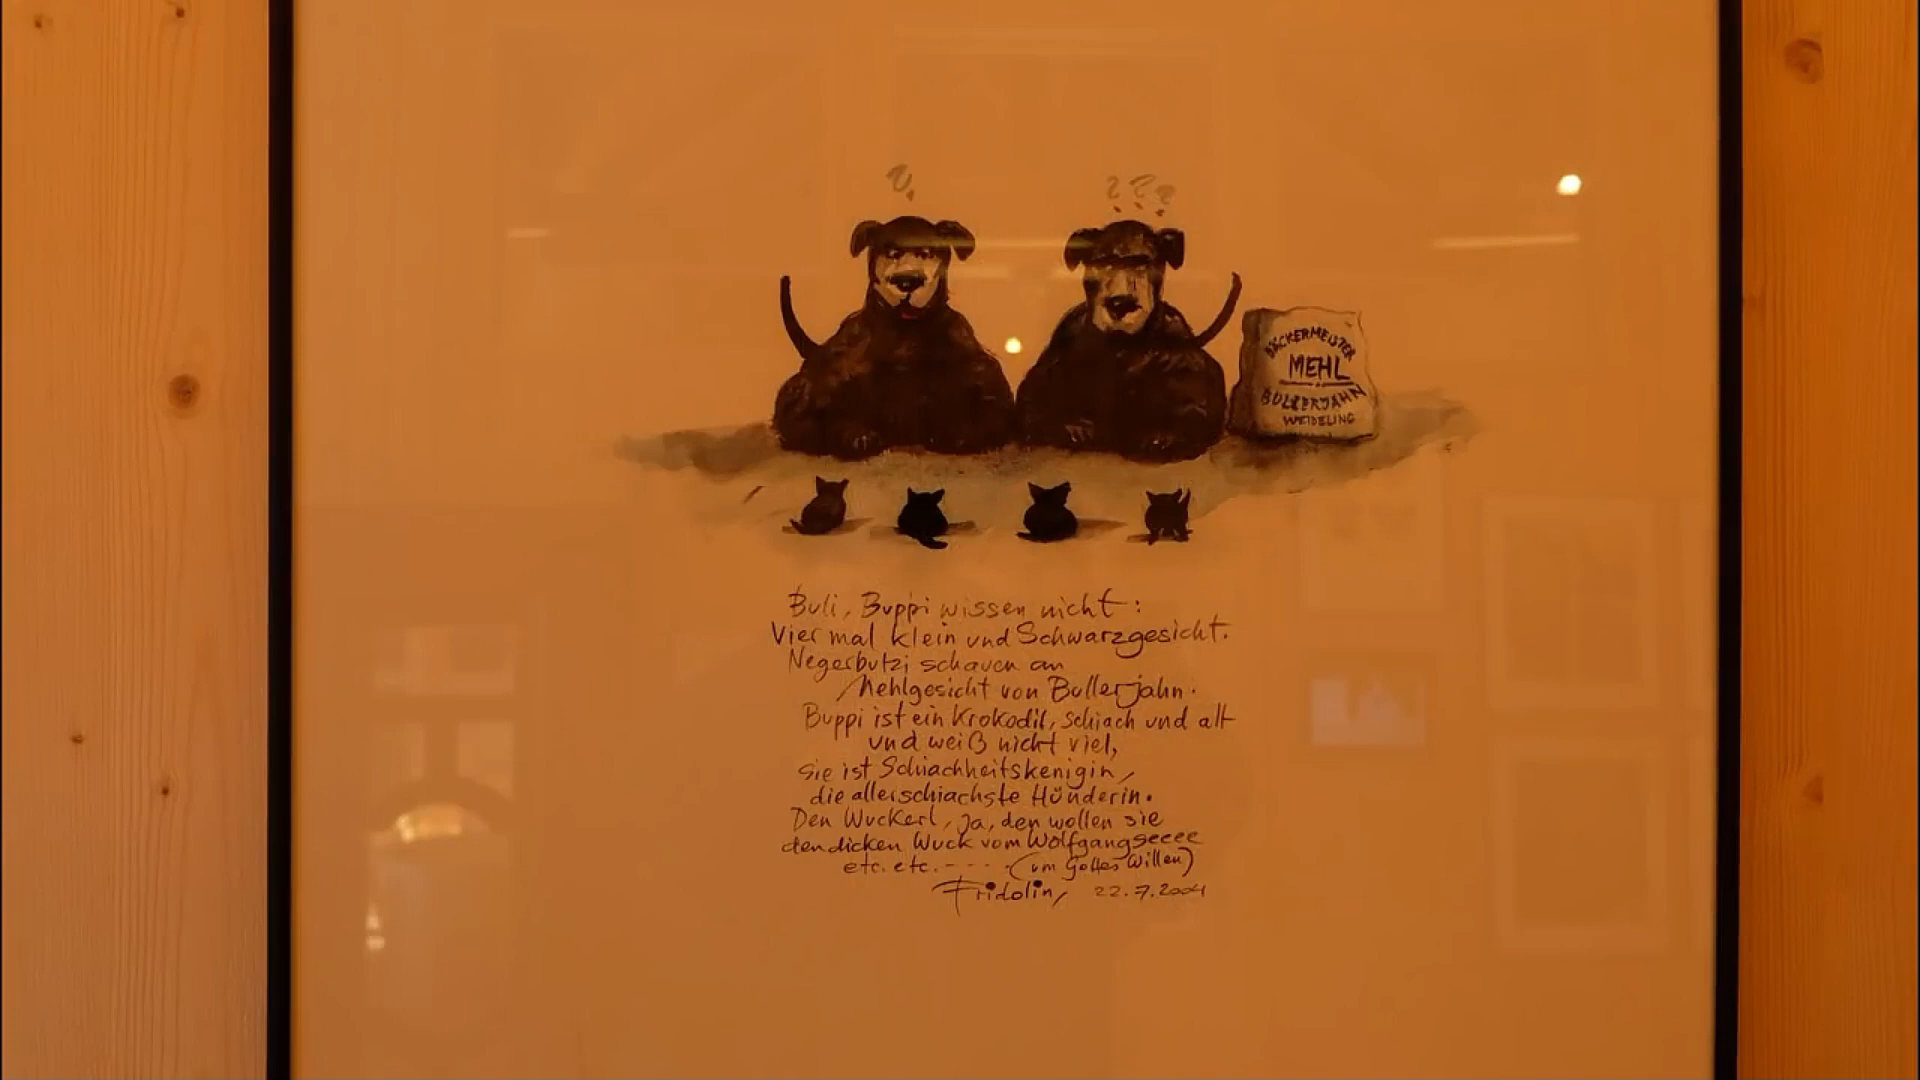 ?
? ? ?
BÄCKERMEISTER
MEHL
BULLERJAHN
WEIDELING
Buli, Buppi wissen nicht:
Vier mal klein und Schwarzgesicht.
Negerbutzi schauen an
Mehlgesicht von Bullerjahn.
Buppi ist ein Krokodil, schiach und alt
und weiß nicht viel,
sie ist Schiachheitskenigin,
die allerschiachste Hünderin.
Den Wuckerl, ja, den wollen sie
den dicken Wuck vom Wolfgangseeee
etc. etc. - - - . (um Gottes Willen)
Fridolin, 22.7.2004